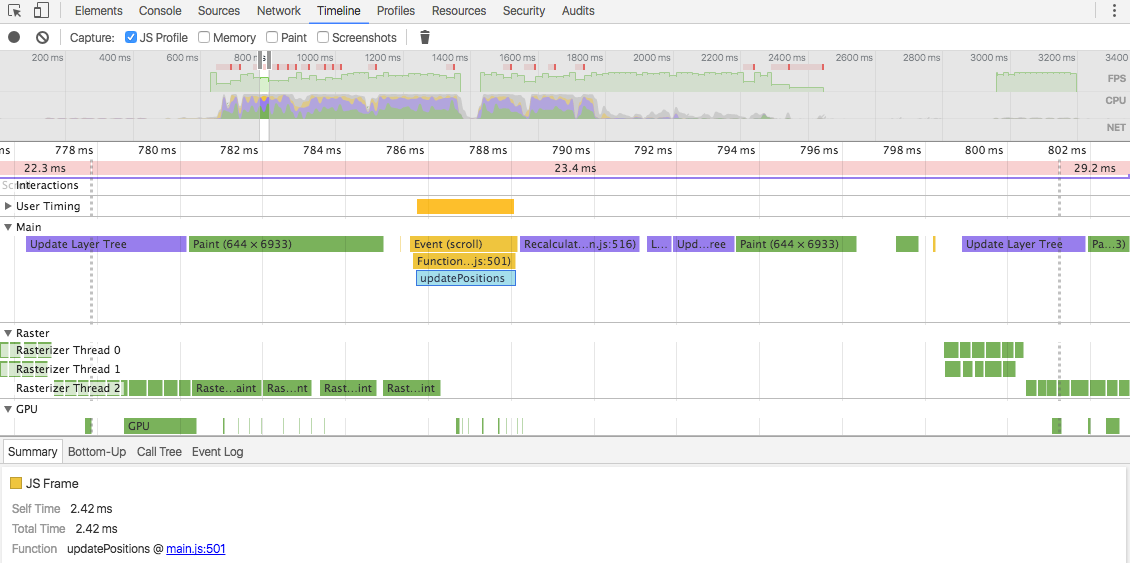 Elements Console Sources Network Timeline Profiles Resources Security Audits
Capture: JS Profile Memory Paint Screenshots
200 ms 400 ms 600 ms 800 ms 1000 ms 1200 ms 1400 ms 1600 ms 1800 ms 2000 ms 2200 ms 2400 ms 2600 ms 2800 ms 3000 ms 3200 ms 3400
FPS
CPU
NET
ms 778 ms 780 ms 782 ms 784 ms 786 ms 788 ms 790 ms 792 ms 794 ms 796 ms 798 ms 800 ms 802 ms
22.3 ms 23.4 ms 29.2 ms
Interactions
User Timing
Main
Update Layer Tree Paint (644 × 6933) Event (scroll) Recalculat…n.js:516) L… Upd…ree Paint (644 × 6933) Update Layer Tree Pa…3)
Function…js:501)
updatePositions
Raster
Rasterizer Thread 0
Rasterizer Thread 1
Rasterizer Thread 2 Raste…aint Ras…nt Rast…int Rast…int
GPU
GPU
Summary Bottom-Up Call Tree Event Log
JS Frame
Self Time 2.42 ms
Total Time 2.42 ms
Function updatePositions @ main.js:501